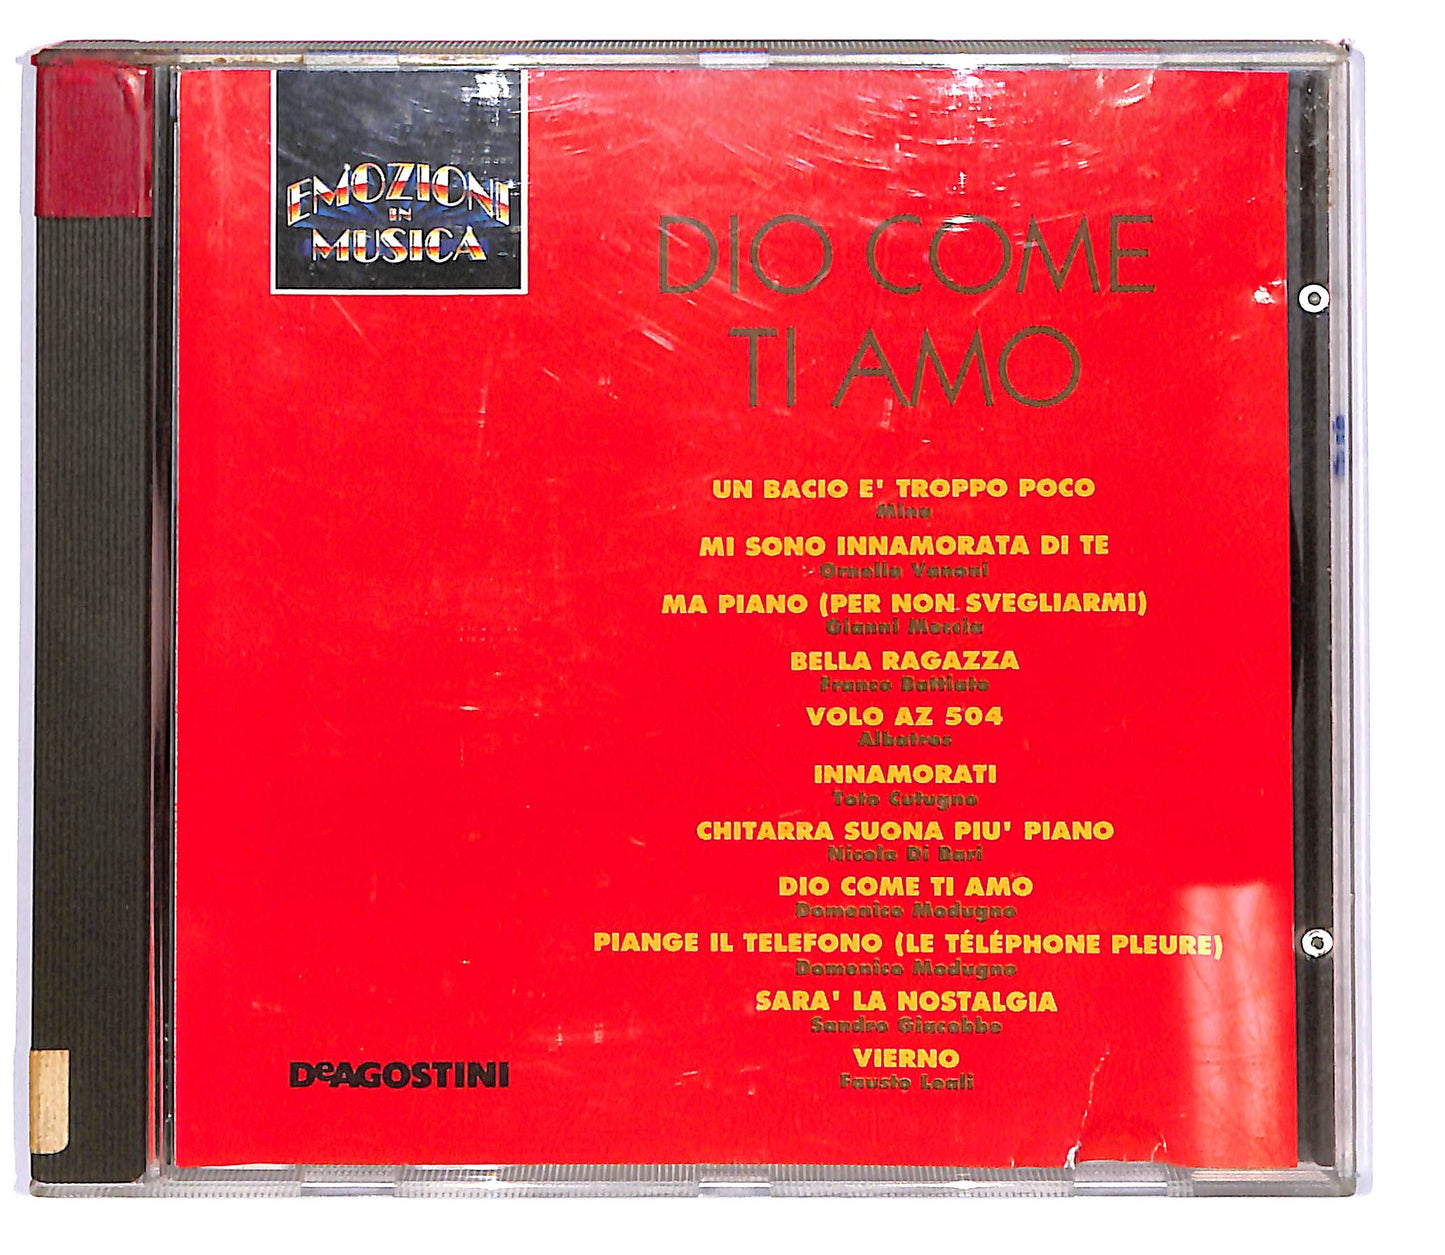 EMOZIONI
IN
MUSICA
DIO COME
TI AMO
UN BACIO E' TROPPO POCO
Mina
MI SONO INNAMORATA DI TE
Ornella Vanoni
MA PIANO (PER NON SVEGLIARMI)
Gianni Meccia
BELLA RAGAZZA
Franco Battiato
VOLO AZ 504
Albatros
INNAMORATI
Toto Cutugno
CHITARRA SUONA PIU' PIANO
Nicola Di Bari
DIO COME TI AMO
Domenico Modugno
PIANGE IL TELEFONO (LE TÉLÉPHONE PLEURE)
Domenico Modugno
SARA' LA NOSTALGIA
Sandro Giacobbe
VIERNO
Fausto Leali
DeAGOSTINI